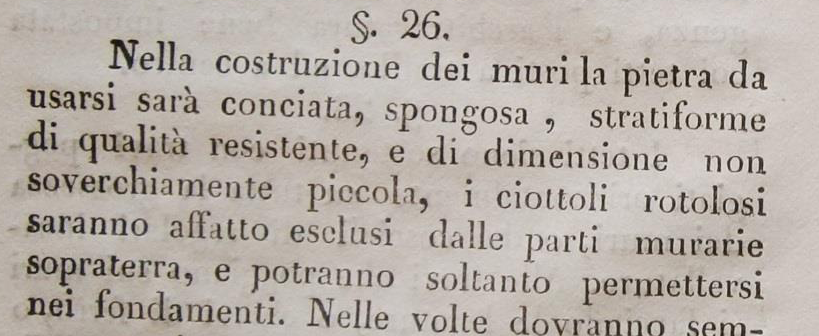 §. 26.
Nella costruzione dei muri la pietra da
usarsi sarà conciata, spongosa , stratiforme
di qualità resistente, e di dimensione non
soverchiamente piccola, i ciottoli rotolosi
saranno affatto esclusi dalle parti murarie
sopraterra, e potranno soltanto permettersi
nei fondamenti. Nelle volte dovranno sem-